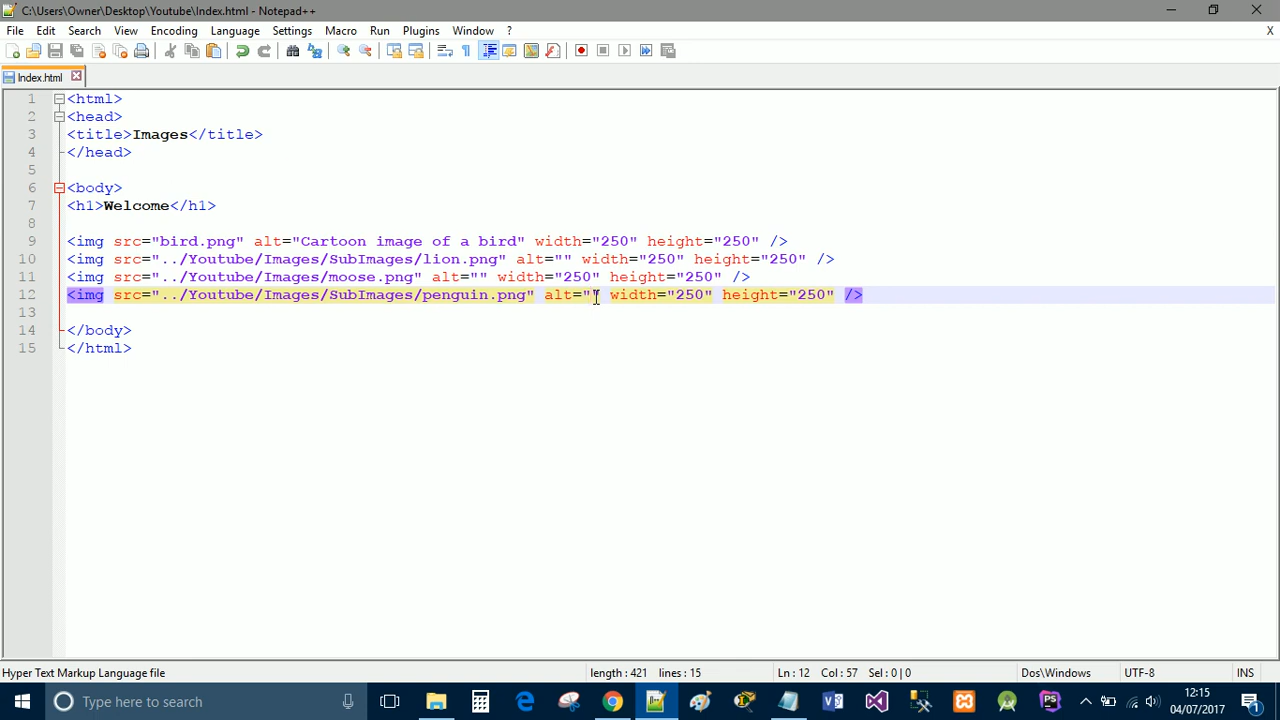 C:\Users\Owner\Desktop\Youtube\Index.html - Notepad++
File Edit Search View Encoding Language Settings Macro Run Plugins Window ? X
Index.html
1 <html>
2 <head>
3 <title>Images</title>
4 </head>
5
6 <body>
7 <h1>Welcome</h1>
8
9 <img src="bird.png" alt="Cartoon image of a bird" width="250" height="250" />
10 <img src="../Youtube/Images/SubImages/lion.png" alt="" width="250" height="250" />
11 <img src="../Youtube/Images/moose.png" alt="" width="250" height="250" />
12 <img src="../Youtube/Images/SubImages/penguin.png" alt="" width="250" height="250" />
13
14 </body>
15 </html>
Hyper Text Markup Language file length : 421 lines : 15 Ln : 12 Col : 57 Sel : 0 | 0 Dos\Windows UTF-8 INS
Type here to search
12:15
04/07/2017